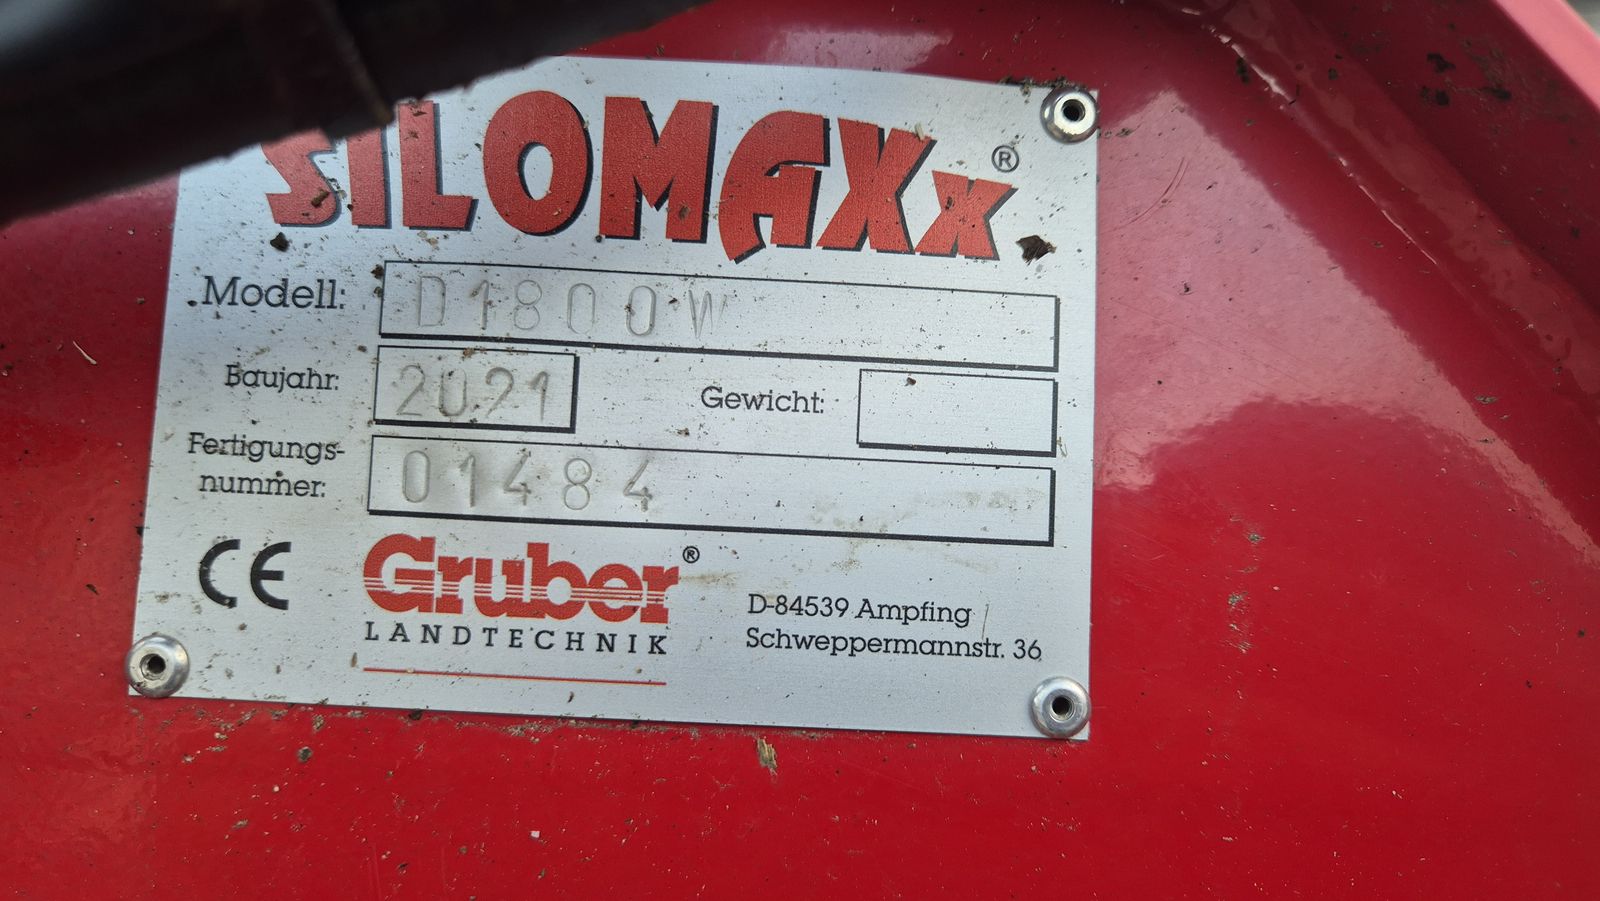 SILOMAXx®
Modell: D1800W
Baujahr: 2021 Gewicht:
Fertigungs-
nummer: 01484
CE Gruber®
LANDTECHNIK
D-84539 Ampfing
Schweppermannstr. 36